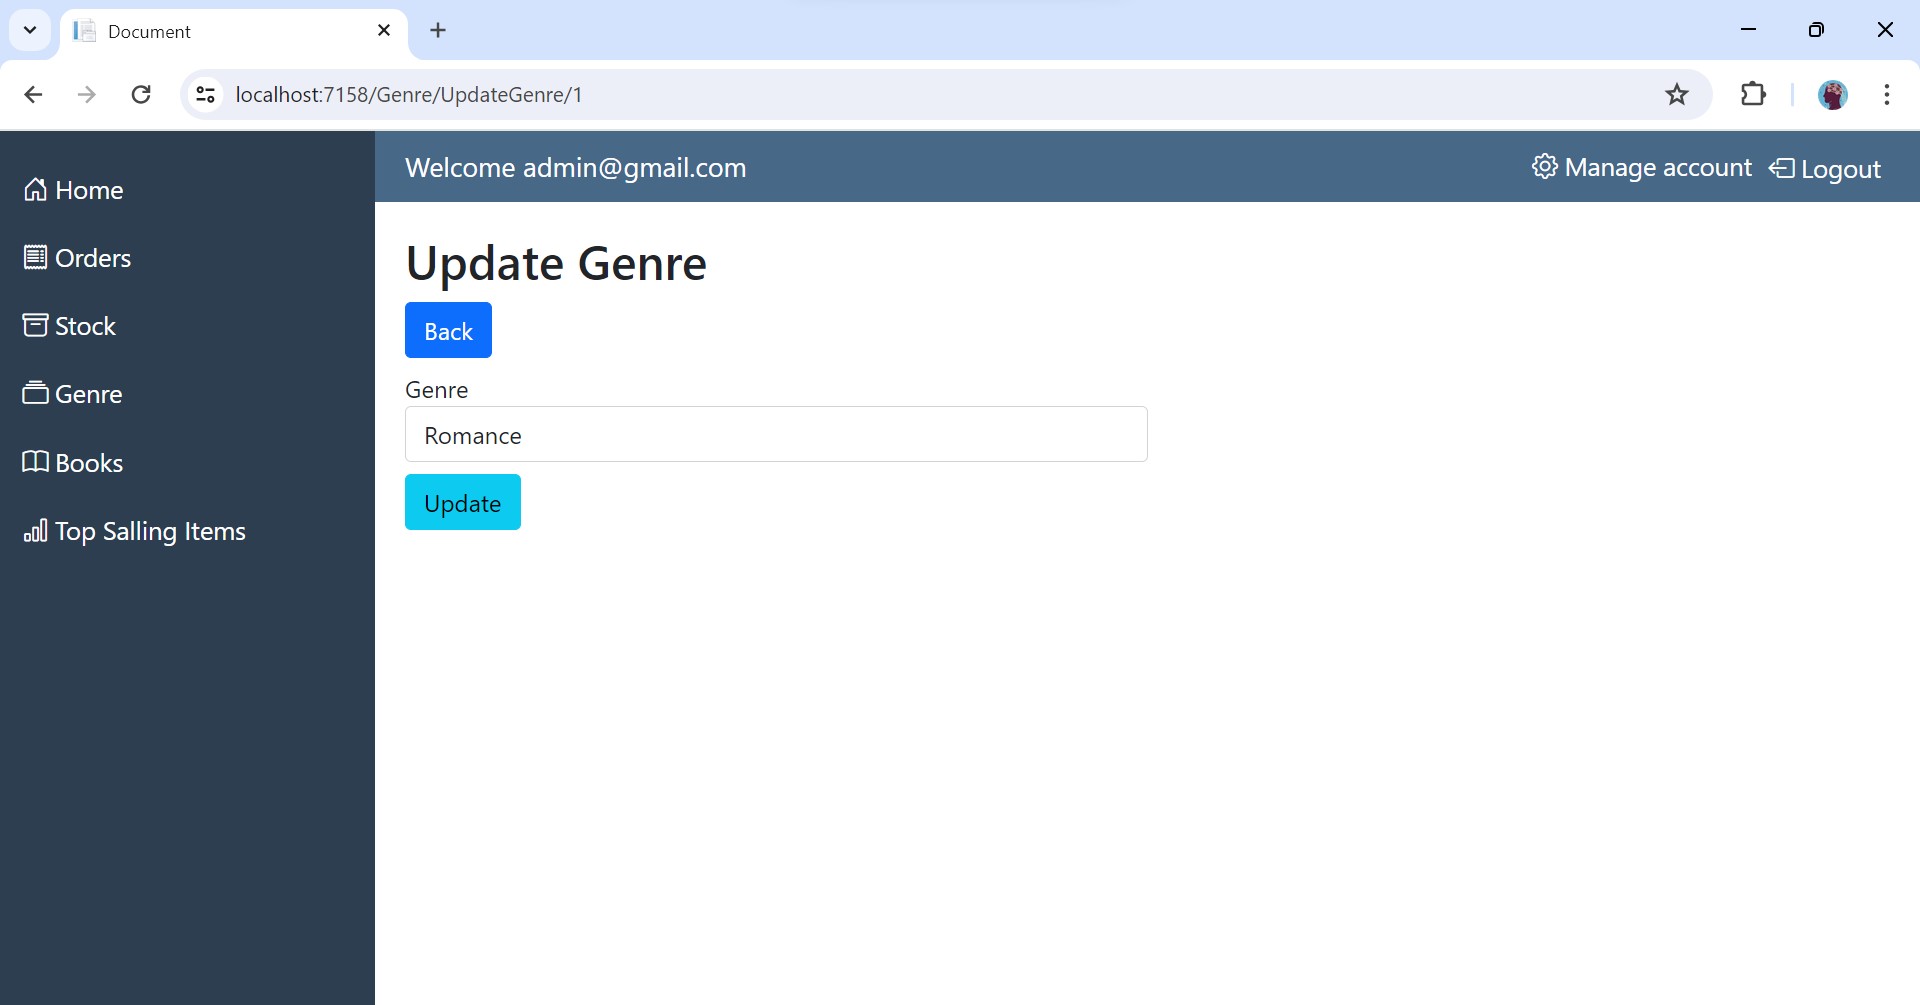 Document
localhost:7158/Genre/UpdateGenre/1
Welcome admin@gmail.com
Manage account
Logout
Home
Orders
Stock
Genre
Books
Top Salling Items
Update Genre
Back
Genre
Romance
Update